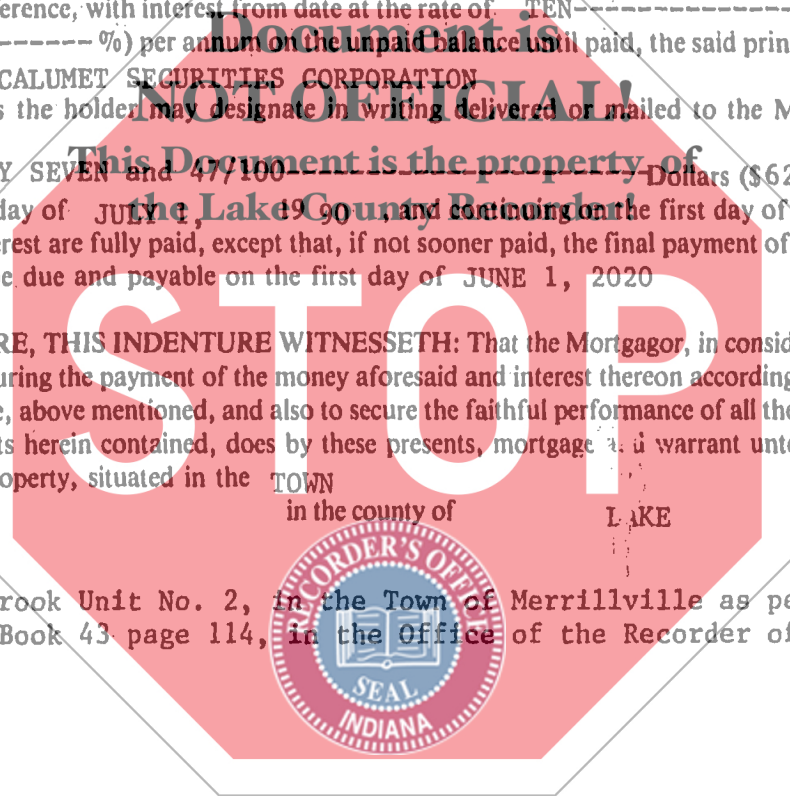 erence, with interest from date at the rate of TEN----------------
------- %) per annum on the unpaid balance until paid, the said prin
CALUMET SECURITIES CORPORATION
s the holder may designate in writing delivered or mailed to the M
Y SEVEN and 47/100------------------------------Dollars ($62
day of JULY 1, 19 90 , and continuing on the first day of
rest are fully paid, except that, if not sooner paid, the final payment of
e due and payable on the first day of JUNE 1, 2020
RE, THIS INDENTURE WITNESSETH: That the Mortgagor, in consid
uring the payment of the money aforesaid and interest thereon according
e, above mentioned, and also to secure the faithful performance of all the
ts herein contained, does by these presents, mortgage warrant unto
operty, situated in the TOWN
in the county of LAKE
rook Unit No. 2, in the Town of Merrillville as pe
Book 43 page 114, in the Office of the Recorder of
Document is
NOT OFFICIAL!
This Document is the property of
the Lake County Recorder!
STOP
RECORDER'S OFFICE
SEAL
INDIANA